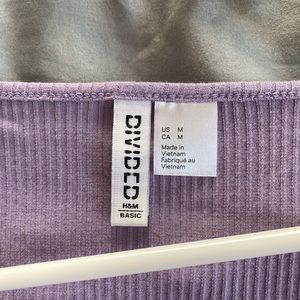 DIVIDED
H&M
BASIC
US M
CA M
Made in
Vietnam
Fabriqué au
Vietnam